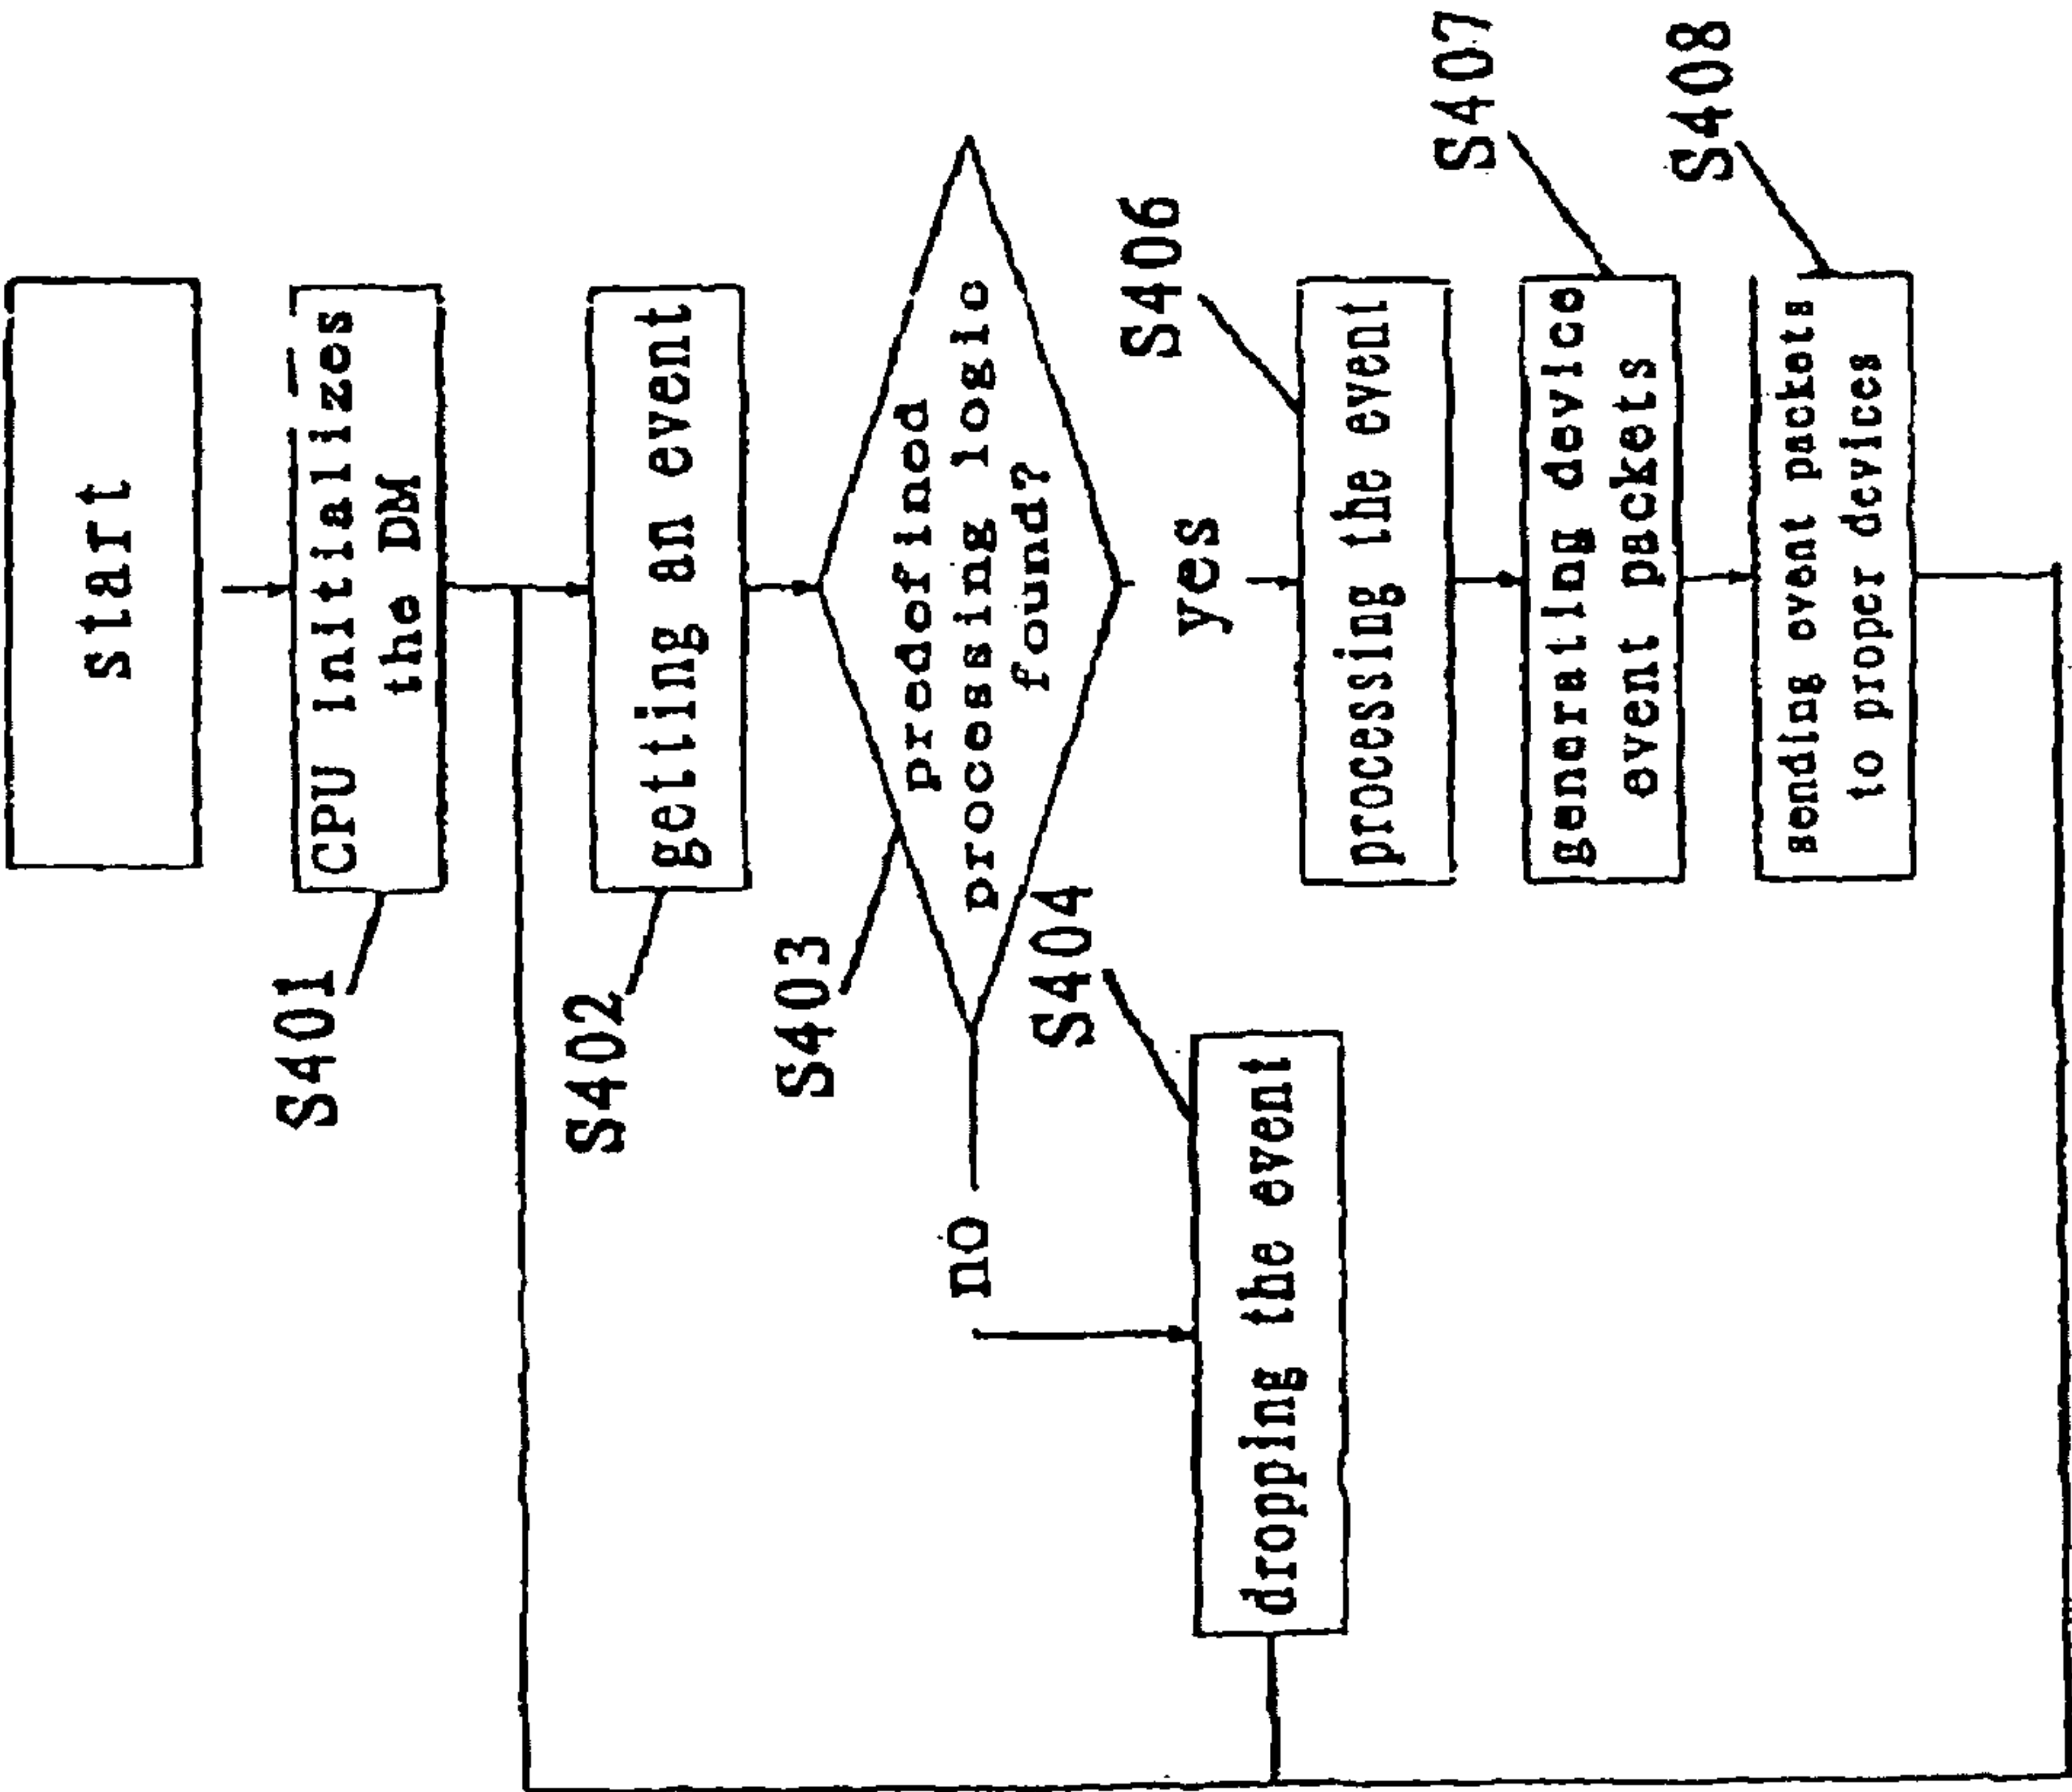 start
S401
CPU initializes
the DM
S402
getting an event
S403
predefined
processing logic
found?
no
yes
S404
dropping the event
S406
processing the event
S407
generating device
event packets
S408
sending event packets
to proper devices